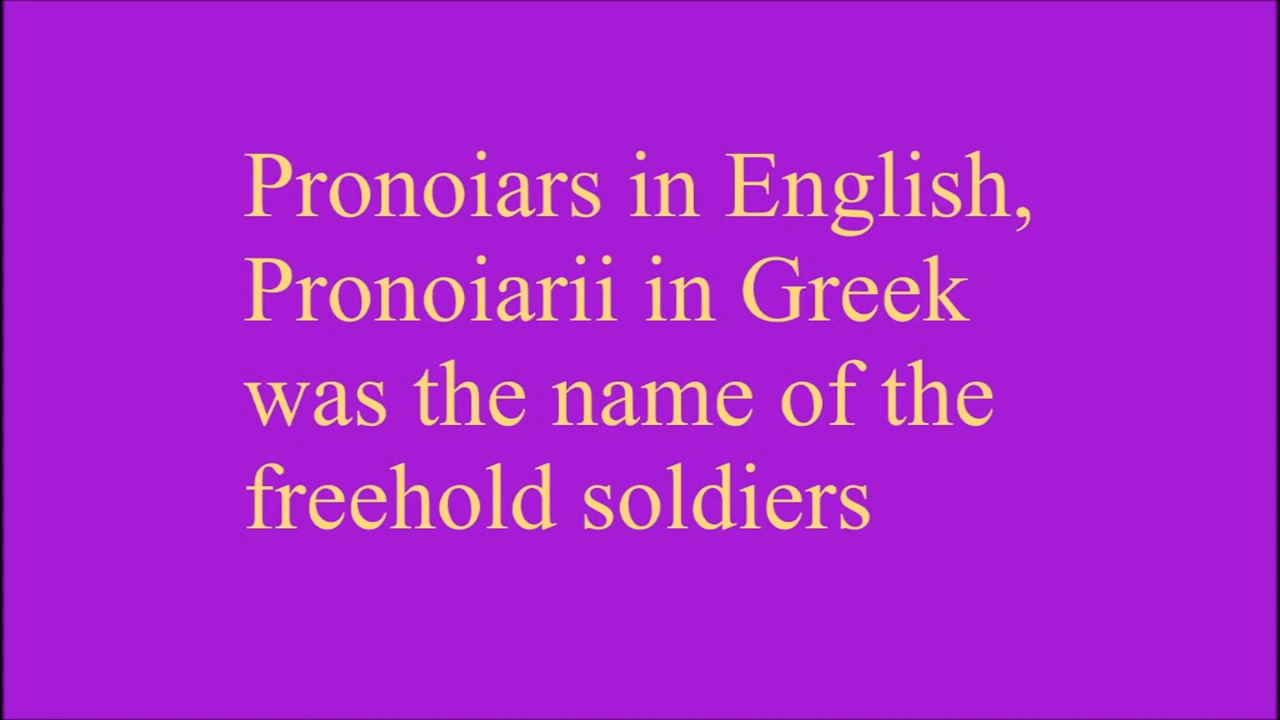 Pronoiars in English,
Pronoiarii in Greek
was the name of the
freehold soldiers